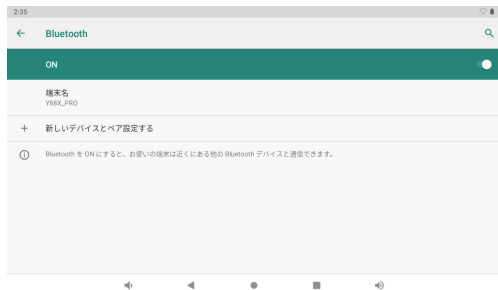 2:35
Bluetooth
ON
端末名
YB8X_PRO
新しいデバイスとペア設定する
Bluetooth を ON にすると、お使いの端末は近くにある他の Bluetooth デバイスと通信できます。